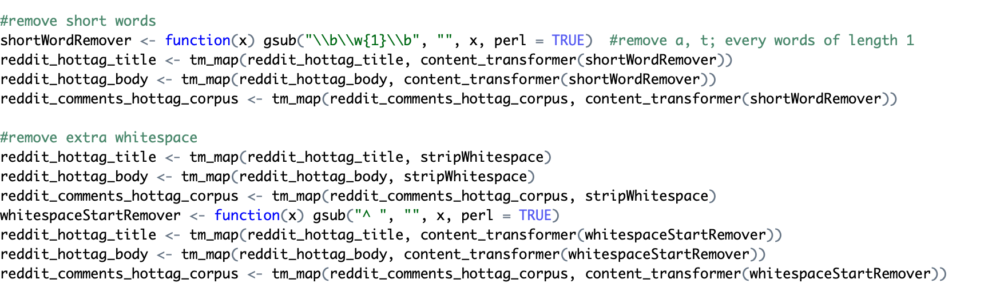 #remove short words
shortWordRemover <- function(x) gsub("\\b\\w{1}\\b", "", x, perl = TRUE)  #remove a, t; every words of length 1
reddit_hottag_title <- tm_map(reddit_hottag_title, content_transformer(shortWordRemover))
reddit_hottag_body <- tm_map(reddit_hottag_body, content_transformer(shortWordRemover))
reddit_comments_hottag_corpus <- tm_map(reddit_comments_hottag_corpus, content_transformer(shortWordRemover))
#remove extra whitespace
reddit_hottag_title <- tm_map(reddit_hottag_title, stripWhitespace)
reddit_hottag_body <- tm_map(reddit_hottag_body, stripWhitespace)
reddit_comments_hottag_corpus <- tm_map(reddit_comments_hottag_corpus, stripWhitespace)
whitespaceStartRemover <- function(x) gsub("^ ", "", x, perl = TRUE)
reddit_hottag_title <- tm_map(reddit_hottag_title, content_transformer(whitespaceStartRemover))
reddit_hottag_body <- tm_map(reddit_hottag_body, content_transformer(whitespaceStartRemover))
reddit_comments_hottag_corpus <- tm_map(reddit_comments_hottag_corpus, content_transformer(whitespaceStartRemover))